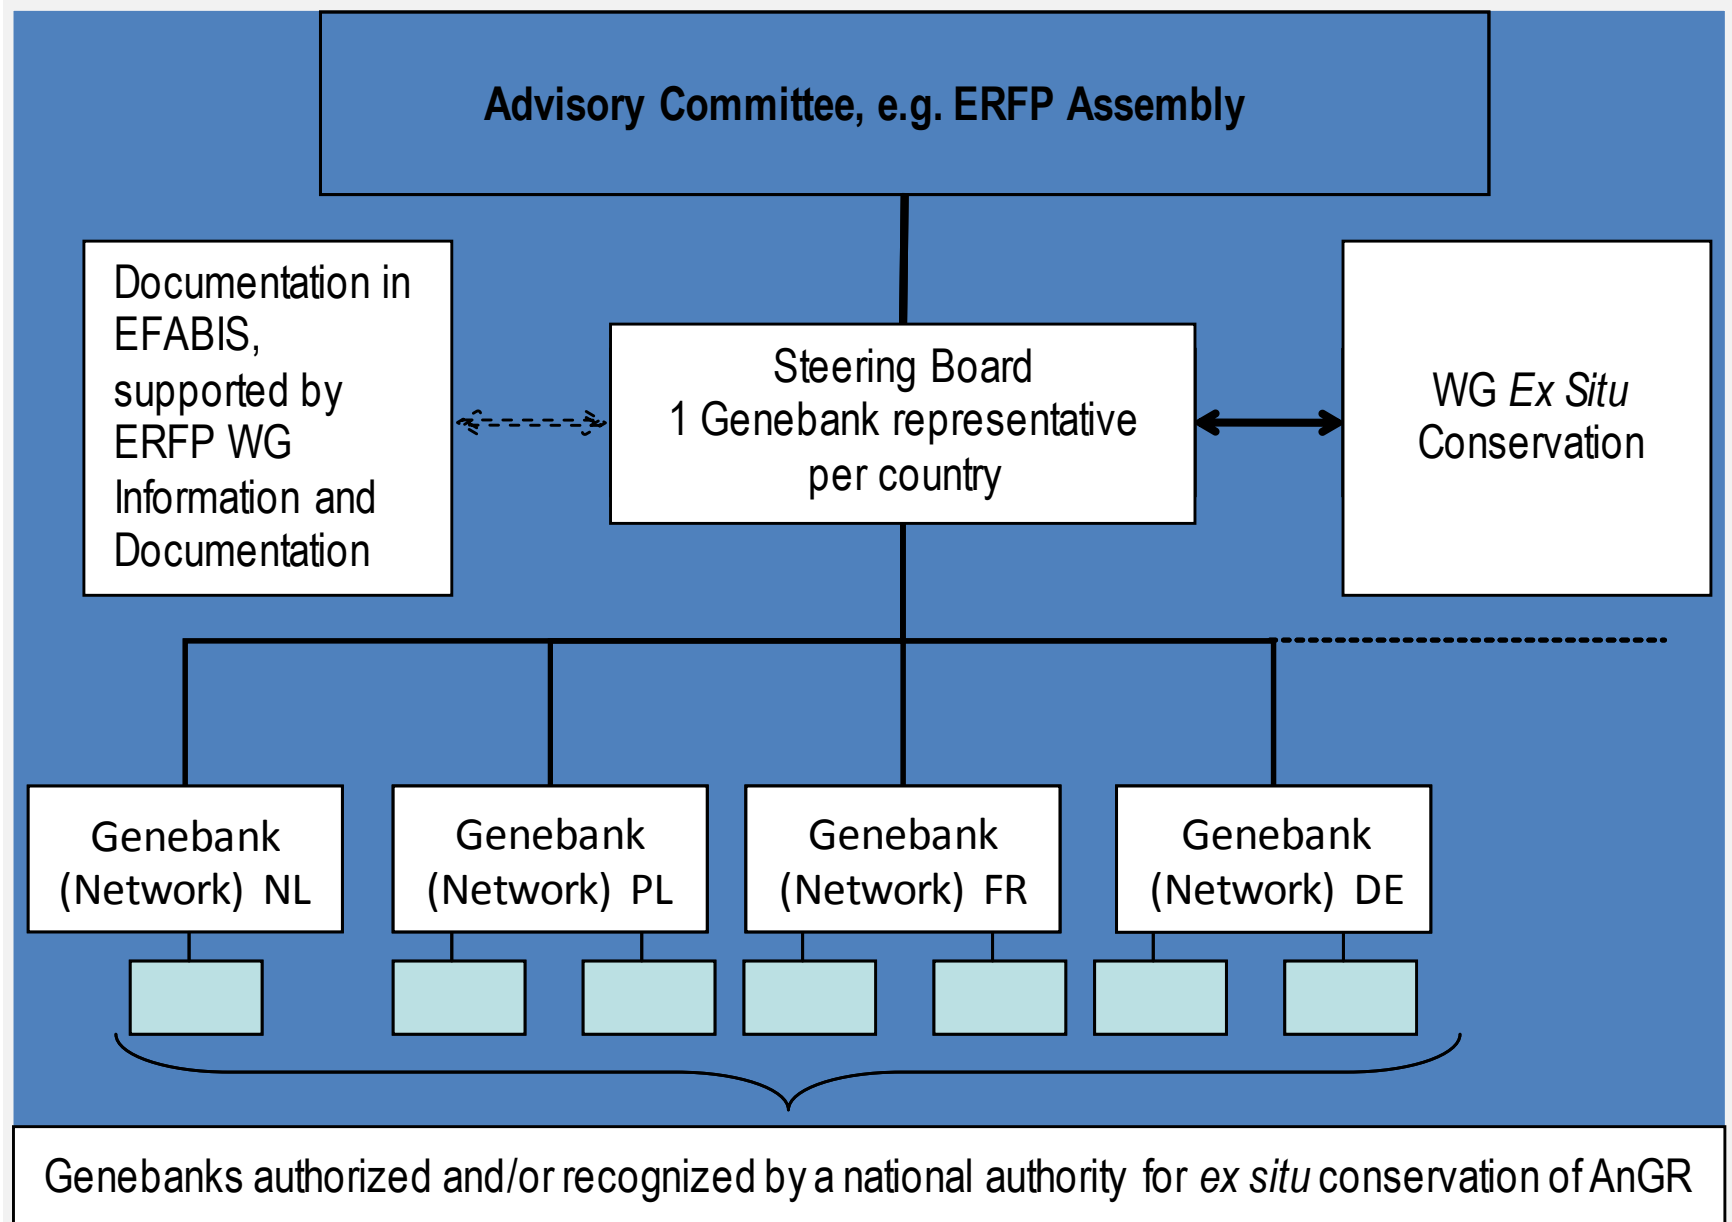 Advisory Committee, e.g. ERFP Assembly
Documentation in
EFABIS,
supported by
ERFP WG
Information and
Documentation
Steering Board
1 Genebank representative
per country
WG Ex Situ
Conservation
Genebank
(Network) NL
Genebank
(Network) PL
Genebank
(Network) FR
Genebank
(Network) DE
Genebanks authorized and/or recognized by a national authority for ex situ conservation of AnGR